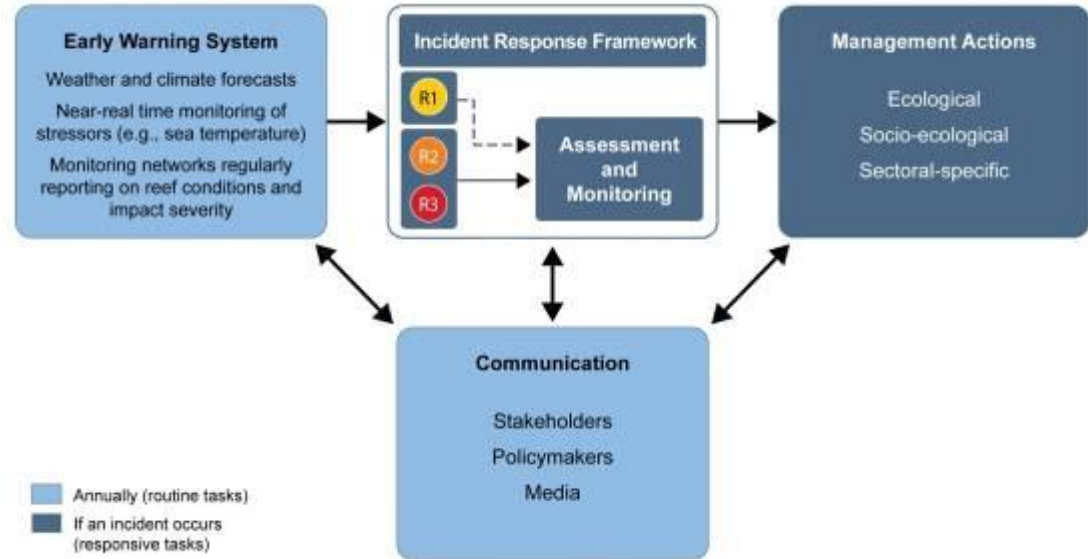 Early Warning System
Weather and climate forecasts
Near-real time monitoring of
stressors (e.g., sea temperature)
Monitoring networks regularly
reporting on reef conditions and
impact severity
Incident Response Framework
R1
R2
R3
Assessment
and
Monitoring
Management Actions
Ecological
Socio-ecological
Sectoral-specific
Communication
Stakeholders
Policymakers
Media
Annually (routine tasks)
If an incident occurs
(responsive tasks)